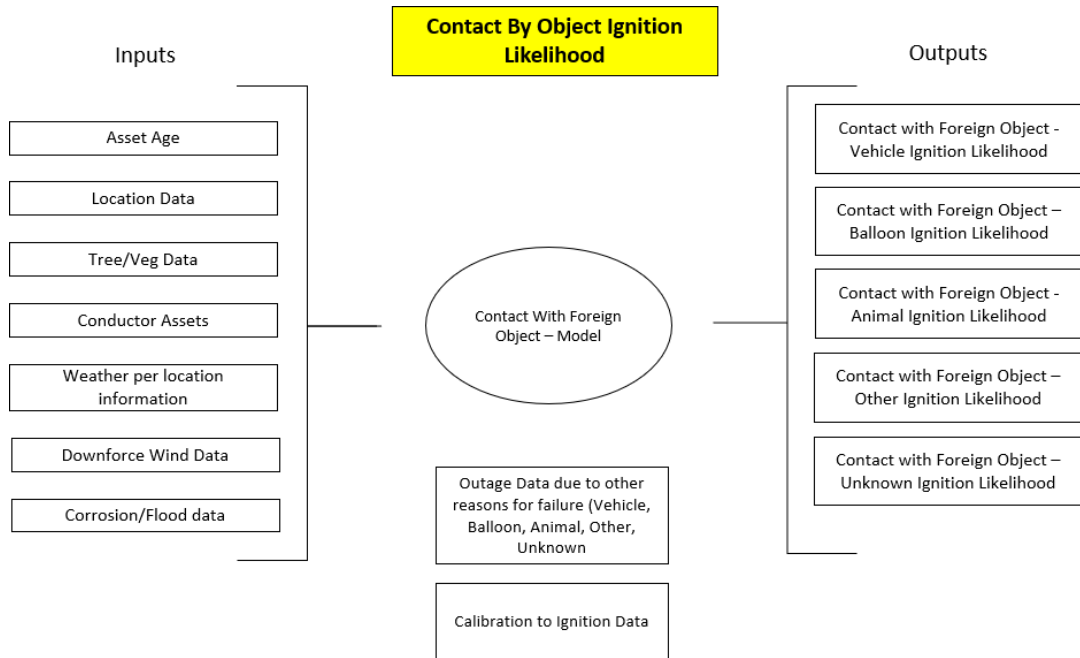 Contact By Object Ignition
Likelihood
Inputs
Outputs
Asset Age
Location Data
Tree/Veg Data
Conductor Assets
Weather per location
information
Downforce Wind Data
Corrosion/Flood data
Contact With Foreign
Object – Model
Outage Data due to other
reasons for failure (Vehicle,
Balloon, Animal, Other,
Unknown
Calibration to Ignition Data
Contact with Foreign Object -
Vehicle Ignition Likelihood
Contact with Foreign Object –
Balloon Ignition Likelihood
Contact with Foreign Object -
Animal Ignition Likelihood
Contact with Foreign Object –
Other Ignition Likelihood
Contact with Foreign Object –
Unknown Ignition Likelihood